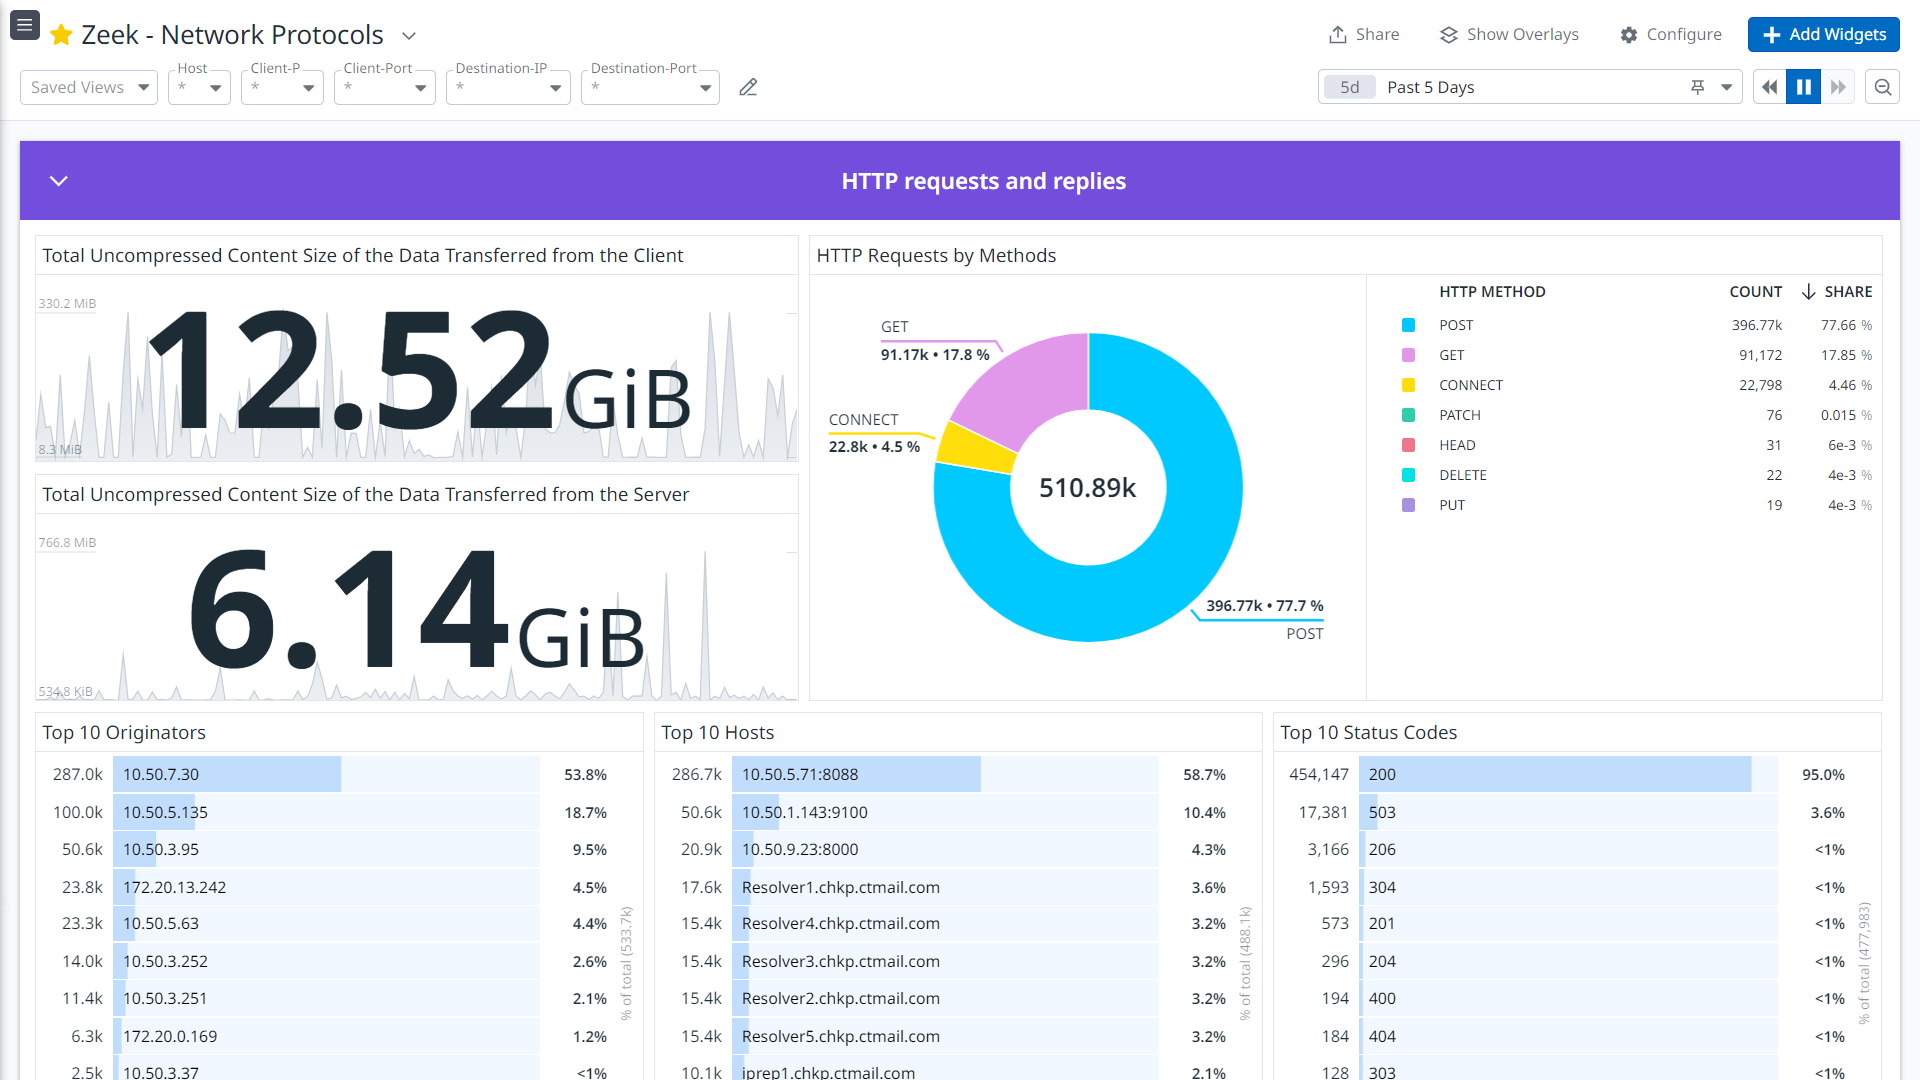 Zeek - Network Protocols
Share
Show Overlays
Configure
Add Widgets
Saved Views
Host
*
Client-P
*
Client-Port
*
Destination-IP
*
Destination-Port
*
5d
Past 5 Days
HTTP requests and replies
Total Uncompressed Content Size of the Data Transferred from the Client
330.2 MiB
12.52GiB
8.3 MiB
Total Uncompressed Content Size of the Data Transferred from the Server
766.8 MiB
6.14GiB
534.8 KiB
HTTP Requests by Methods
GET
91.17k • 17.8 %
CONNECT
22.8k • 4.5 %
510.89k
396.77k • 77.7 %
POST
HTTP METHOD COUNT SHARE
POST 396.77k 77.66 %
GET 91,172 17.85 %
CONNECT 22,798 4.46 %
PATCH 76 0.015 %
HEAD 31 6e-3 %
DELETE 22 4e-3 %
PUT 19 4e-3 %
Top 10 Originators
287.0k 10.50.7.30 53.8%
100.0k 10.50.5.135 18.7%
50.6k 10.50.3.95 9.5%
23.8k 172.20.13.242 4.5%
23.3k 10.50.5.63 4.4%
14.0k 10.50.3.252 2.6%
11.4k 10.50.3.251 2.1%
6.3k 172.20.0.169 1.2%
2.5k 10.50.3.37 <1%
% of total (533.7k)
Top 10 Hosts
286.7k 10.50.5.71:8088 58.7%
50.6k 10.50.1.143:9100 10.4%
20.9k 10.50.9.23:8000 4.3%
17.6k Resolver1.chkp.ctmail.com 3.6%
15.4k Resolver4.chkp.ctmail.com 3.2%
15.4k Resolver3.chkp.ctmail.com 3.2%
15.4k Resolver2.chkp.ctmail.com 3.2%
15.4k Resolver5.chkp.ctmail.com 3.2%
10.1k iprep1.chkp.ctmail.com 2.1%
% of total (488.1k)
Top 10 Status Codes
454,147 200 95.0%
17,381 503 3.6%
3,166 206 <1%
1,593 304 <1%
573 201 <1%
296 204 <1%
194 400 <1%
184 404 <1%
128 303 <1%
% of total (477,983)